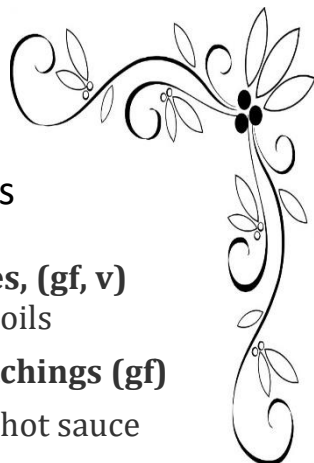 s
es, (gf, v)
oils
chings (gf)
hot sauce